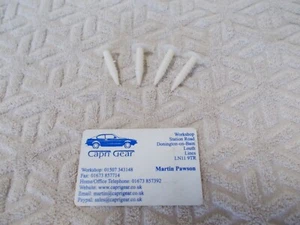 Capri Gear
Workshop
Station Road
Donington-on-Bain
Louth
Lincs
LN11 9TR
Martin Pawson
Workshop: 01507 343148
Fax: 01673 857714
Home/Office Telephone: 01673 857392
Website: www.caprigear.co.uk
Email: martin@caprigear.co.uk
Paypal: sales@caprigear.co.uk